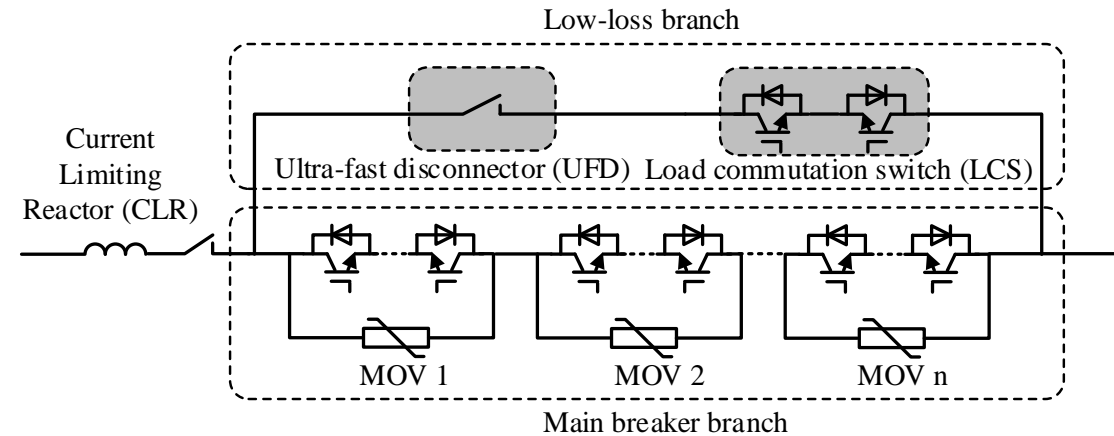 Low-loss branch
Ultra-fast disconnector (UFD)
Load commutation switch (LCS)
Current
Limiting
Reactor (CLR)
MOV 1
MOV 2
MOV n
Main breaker branch